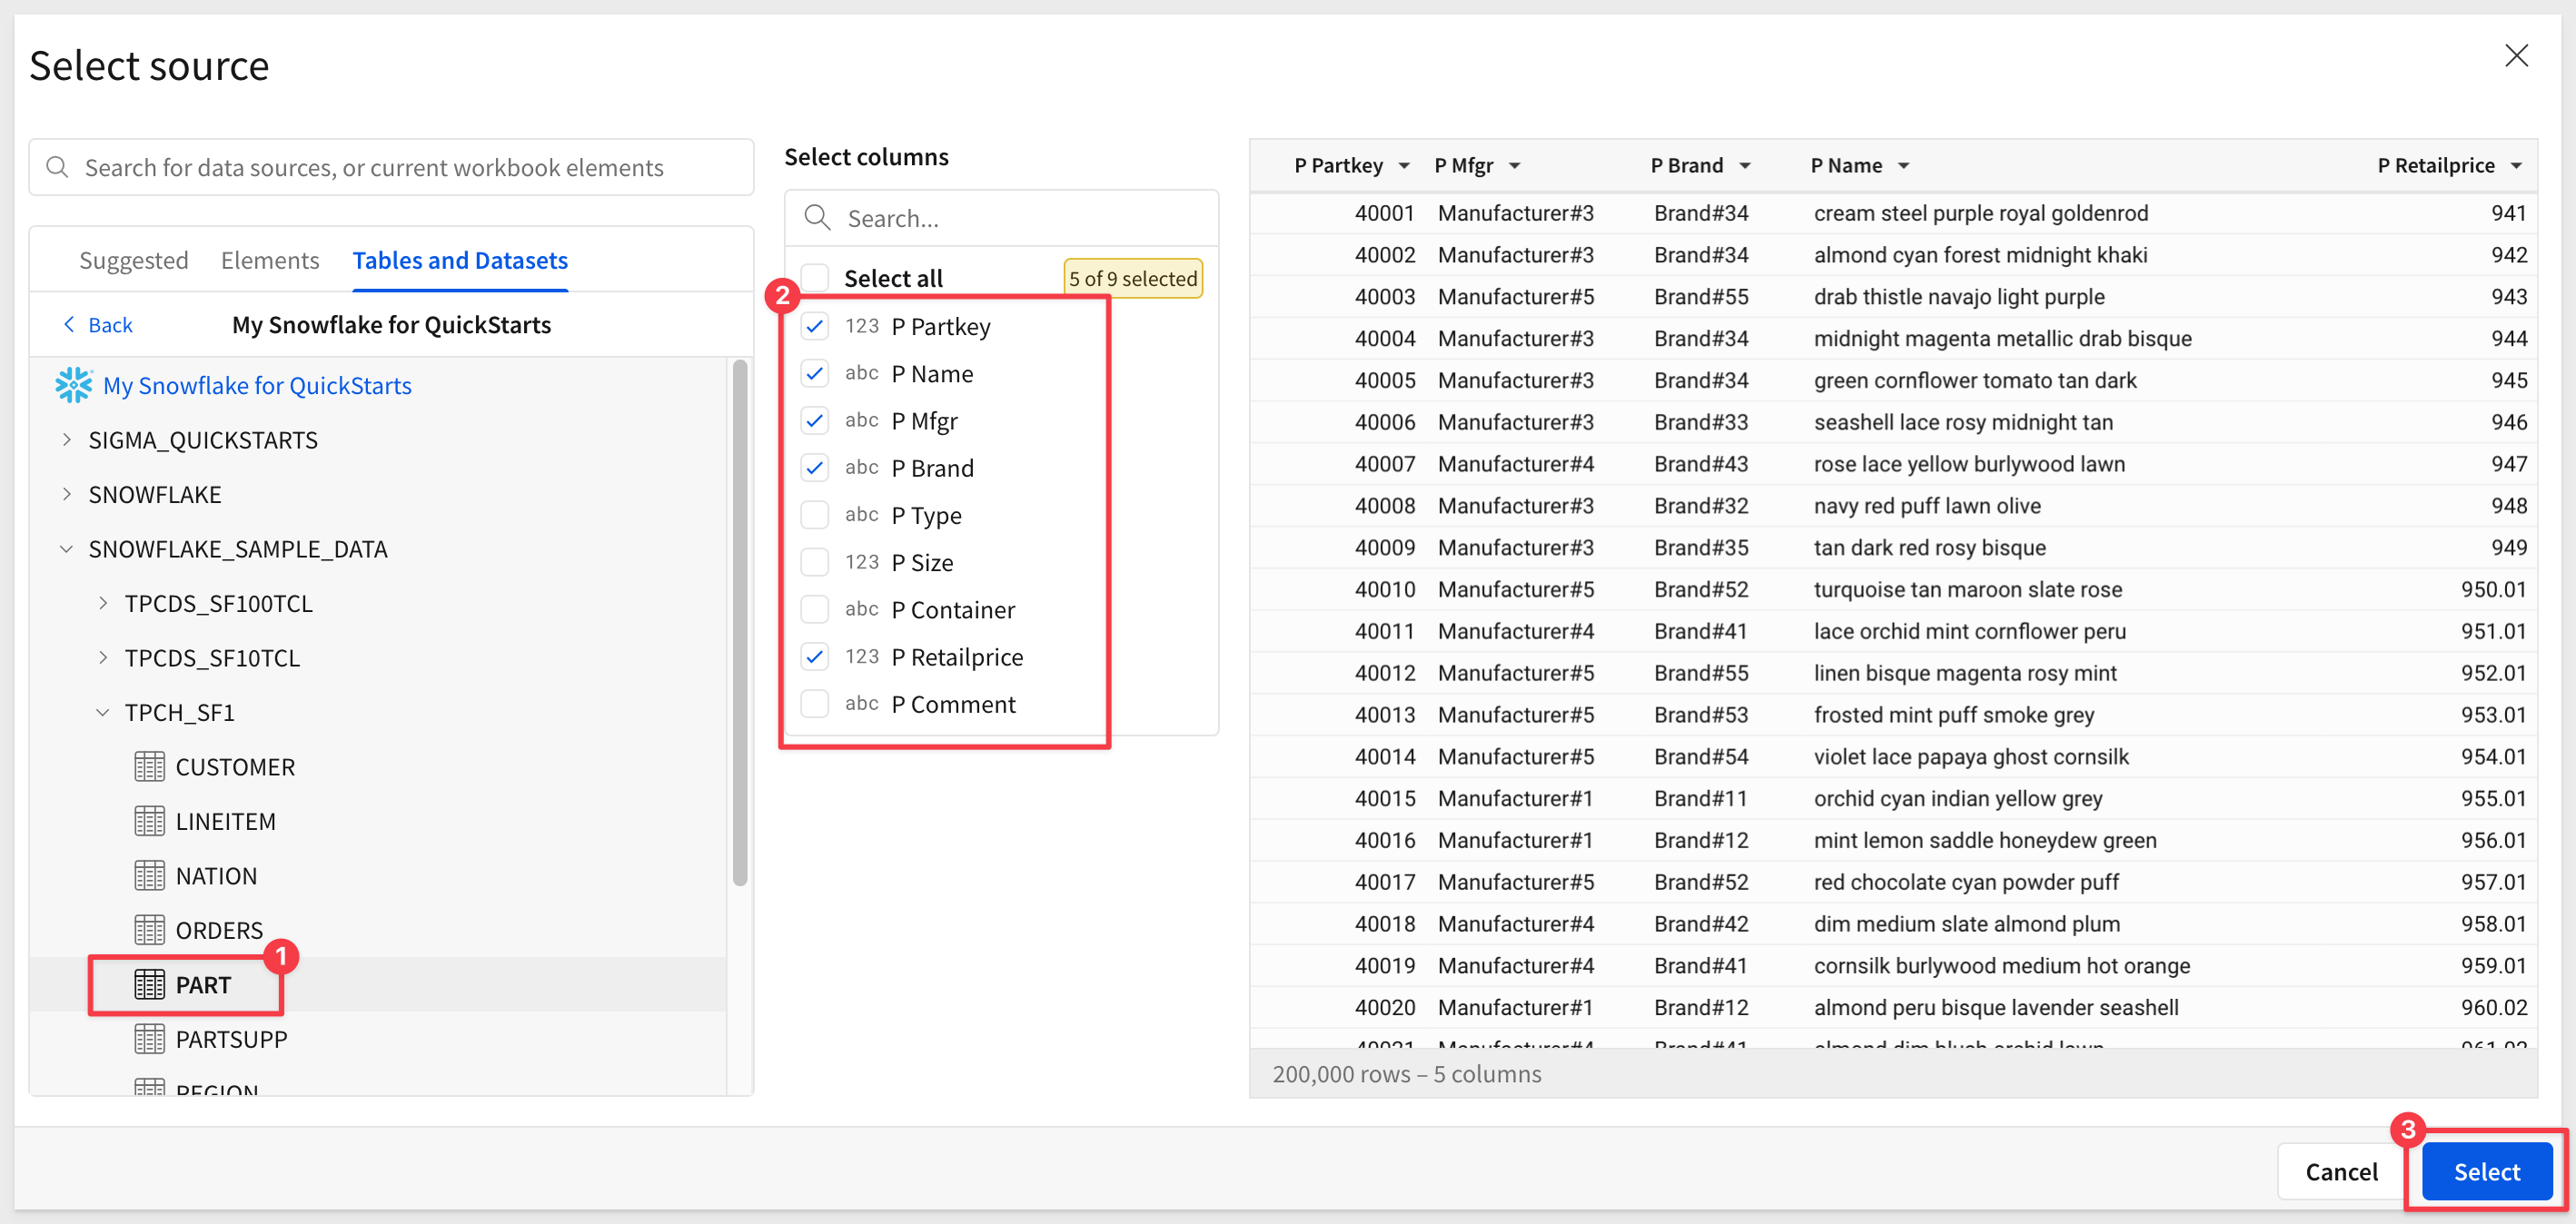 Select source
Search for data sources, or current workbook elements
Suggested Elements Tables and Datasets
Back My Snowflake for QuickStarts
My Snowflake for QuickStarts
SIGMA_QUICKSTARTS
SNOWFLAKE
SNOWFLAKE_SAMPLE_DATA
TPCDS_SF100TCL
TPCDS_SF10TCL
TPCH_SF1
CUSTOMER
LINEITEM
NATION
ORDERS
1
PART
PARTSUPP
REGION
Select columns
Search...
Select all 5 of 9 selected
2
123 P Partkey
abc P Name
abc P Mfgr
abc P Brand
abc P Type
123 P Size
abc P Container
123 P Retailprice
abc P Comment
P Partkey P Mfgr P Brand P Name P Retailprice
40001 Manufacturer#3 Brand#34 cream steel purple royal goldenrod 941
40002 Manufacturer#3 Brand#34 almond cyan forest midnight khaki 942
40003 Manufacturer#5 Brand#55 drab thistle navajo light purple 943
40004 Manufacturer#3 Brand#34 midnight magenta metallic drab bisque 944
40005 Manufacturer#3 Brand#34 green cornflower tomato tan dark 945
40006 Manufacturer#3 Brand#33 seashell lace rosy midnight tan 946
40007 Manufacturer#4 Brand#43 rose lace yellow burlywood lawn 947
40008 Manufacturer#3 Brand#32 navy red puff lawn olive 948
40009 Manufacturer#3 Brand#35 tan dark red rosy bisque 949
40010 Manufacturer#5 Brand#52 turquoise tan maroon slate rose 950.01
40011 Manufacturer#4 Brand#41 lace orchid mint cornflower peru 951.01
40012 Manufacturer#5 Brand#55 linen bisque magenta rosy mint 952.01
40013 Manufacturer#5 Brand#53 frosted mint puff smoke grey 953.01
40014 Manufacturer#5 Brand#54 violet lace papaya ghost cornsilk 954.01
40015 Manufacturer#1 Brand#11 orchid cyan indian yellow grey 955.01
40016 Manufacturer#1 Brand#12 mint lemon saddle honeydew green 956.01
40017 Manufacturer#5 Brand#52 red chocolate cyan powder puff 957.01
40018 Manufacturer#4 Brand#42 dim medium slate almond plum 958.01
40019 Manufacturer#4 Brand#41 cornsilk burlywood medium hot orange 959.01
40020 Manufacturer#1 Brand#12 almond peru bisque lavender seashell 960.02
40021 Manufacturer#4 Brand#41 almond dim blush orchid lawn 961.02
200,000 rows – 5 columns
3
Cancel Select